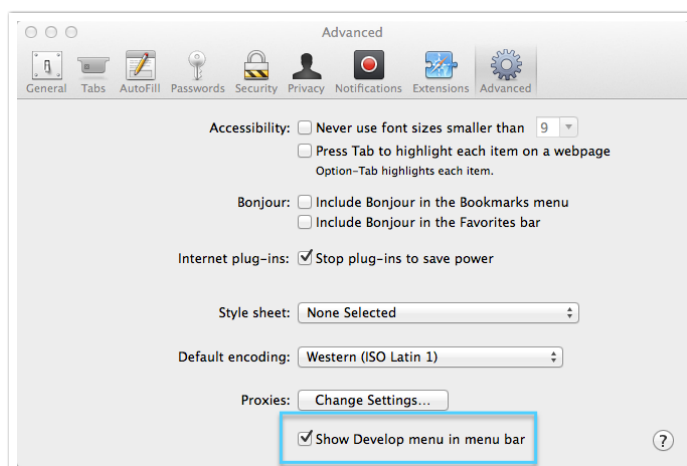 Advanced
General Tabs AutoFill Passwords Security Privacy Notifications Extensions Advanced
Accessibility: Never use font sizes smaller than 9
Press Tab to highlight each item on a webpage
Option-Tab highlights each item.
Bonjour: Include Bonjour in the Bookmarks menu
Include Bonjour in the Favorites bar
Internet plug-ins: Stop plug-ins to save power
Style sheet: None Selected
Default encoding: Western (ISO Latin 1)
Proxies: Change Settings...
Show Develop menu in menu bar
?